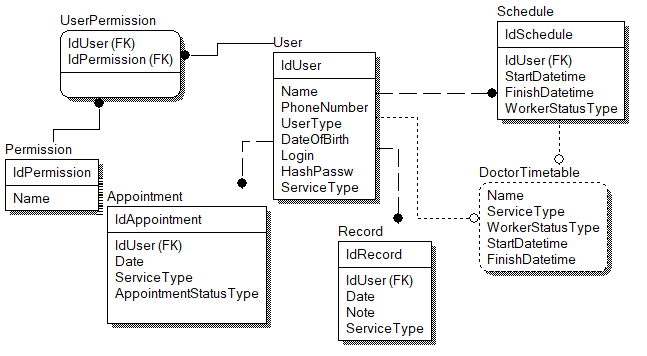 UserPermission
IdUser (FK)
IdPermission (FK)
User
IdUser
Name
PhoneNumber
UserType
DateOfBirth
Login
HashPassw
ServiceType
Schedule
IdSchedule
IdUser (FK)
StartDatetime
FinishDatetime
WorkerStatusType
Permission
IdPermission
Name
Appointment
IdAppointment
IdUser (FK)
Date
ServiceType
AppointmentStatusType
Record
IdRecord
IdUser (FK)
Date
Note
ServiceType
DoctorTimetable
Name
ServiceType
WorkerStatusType
StartDatetime
FinishDatetime